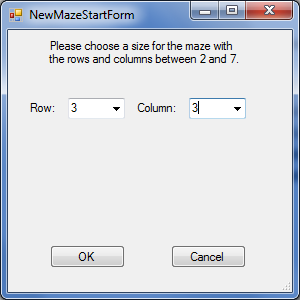 NewMazeStartForm
Please choose a size for the maze with
the rows and columns between 2 and 7.
Row: 3 Column: 3
OK Cancel